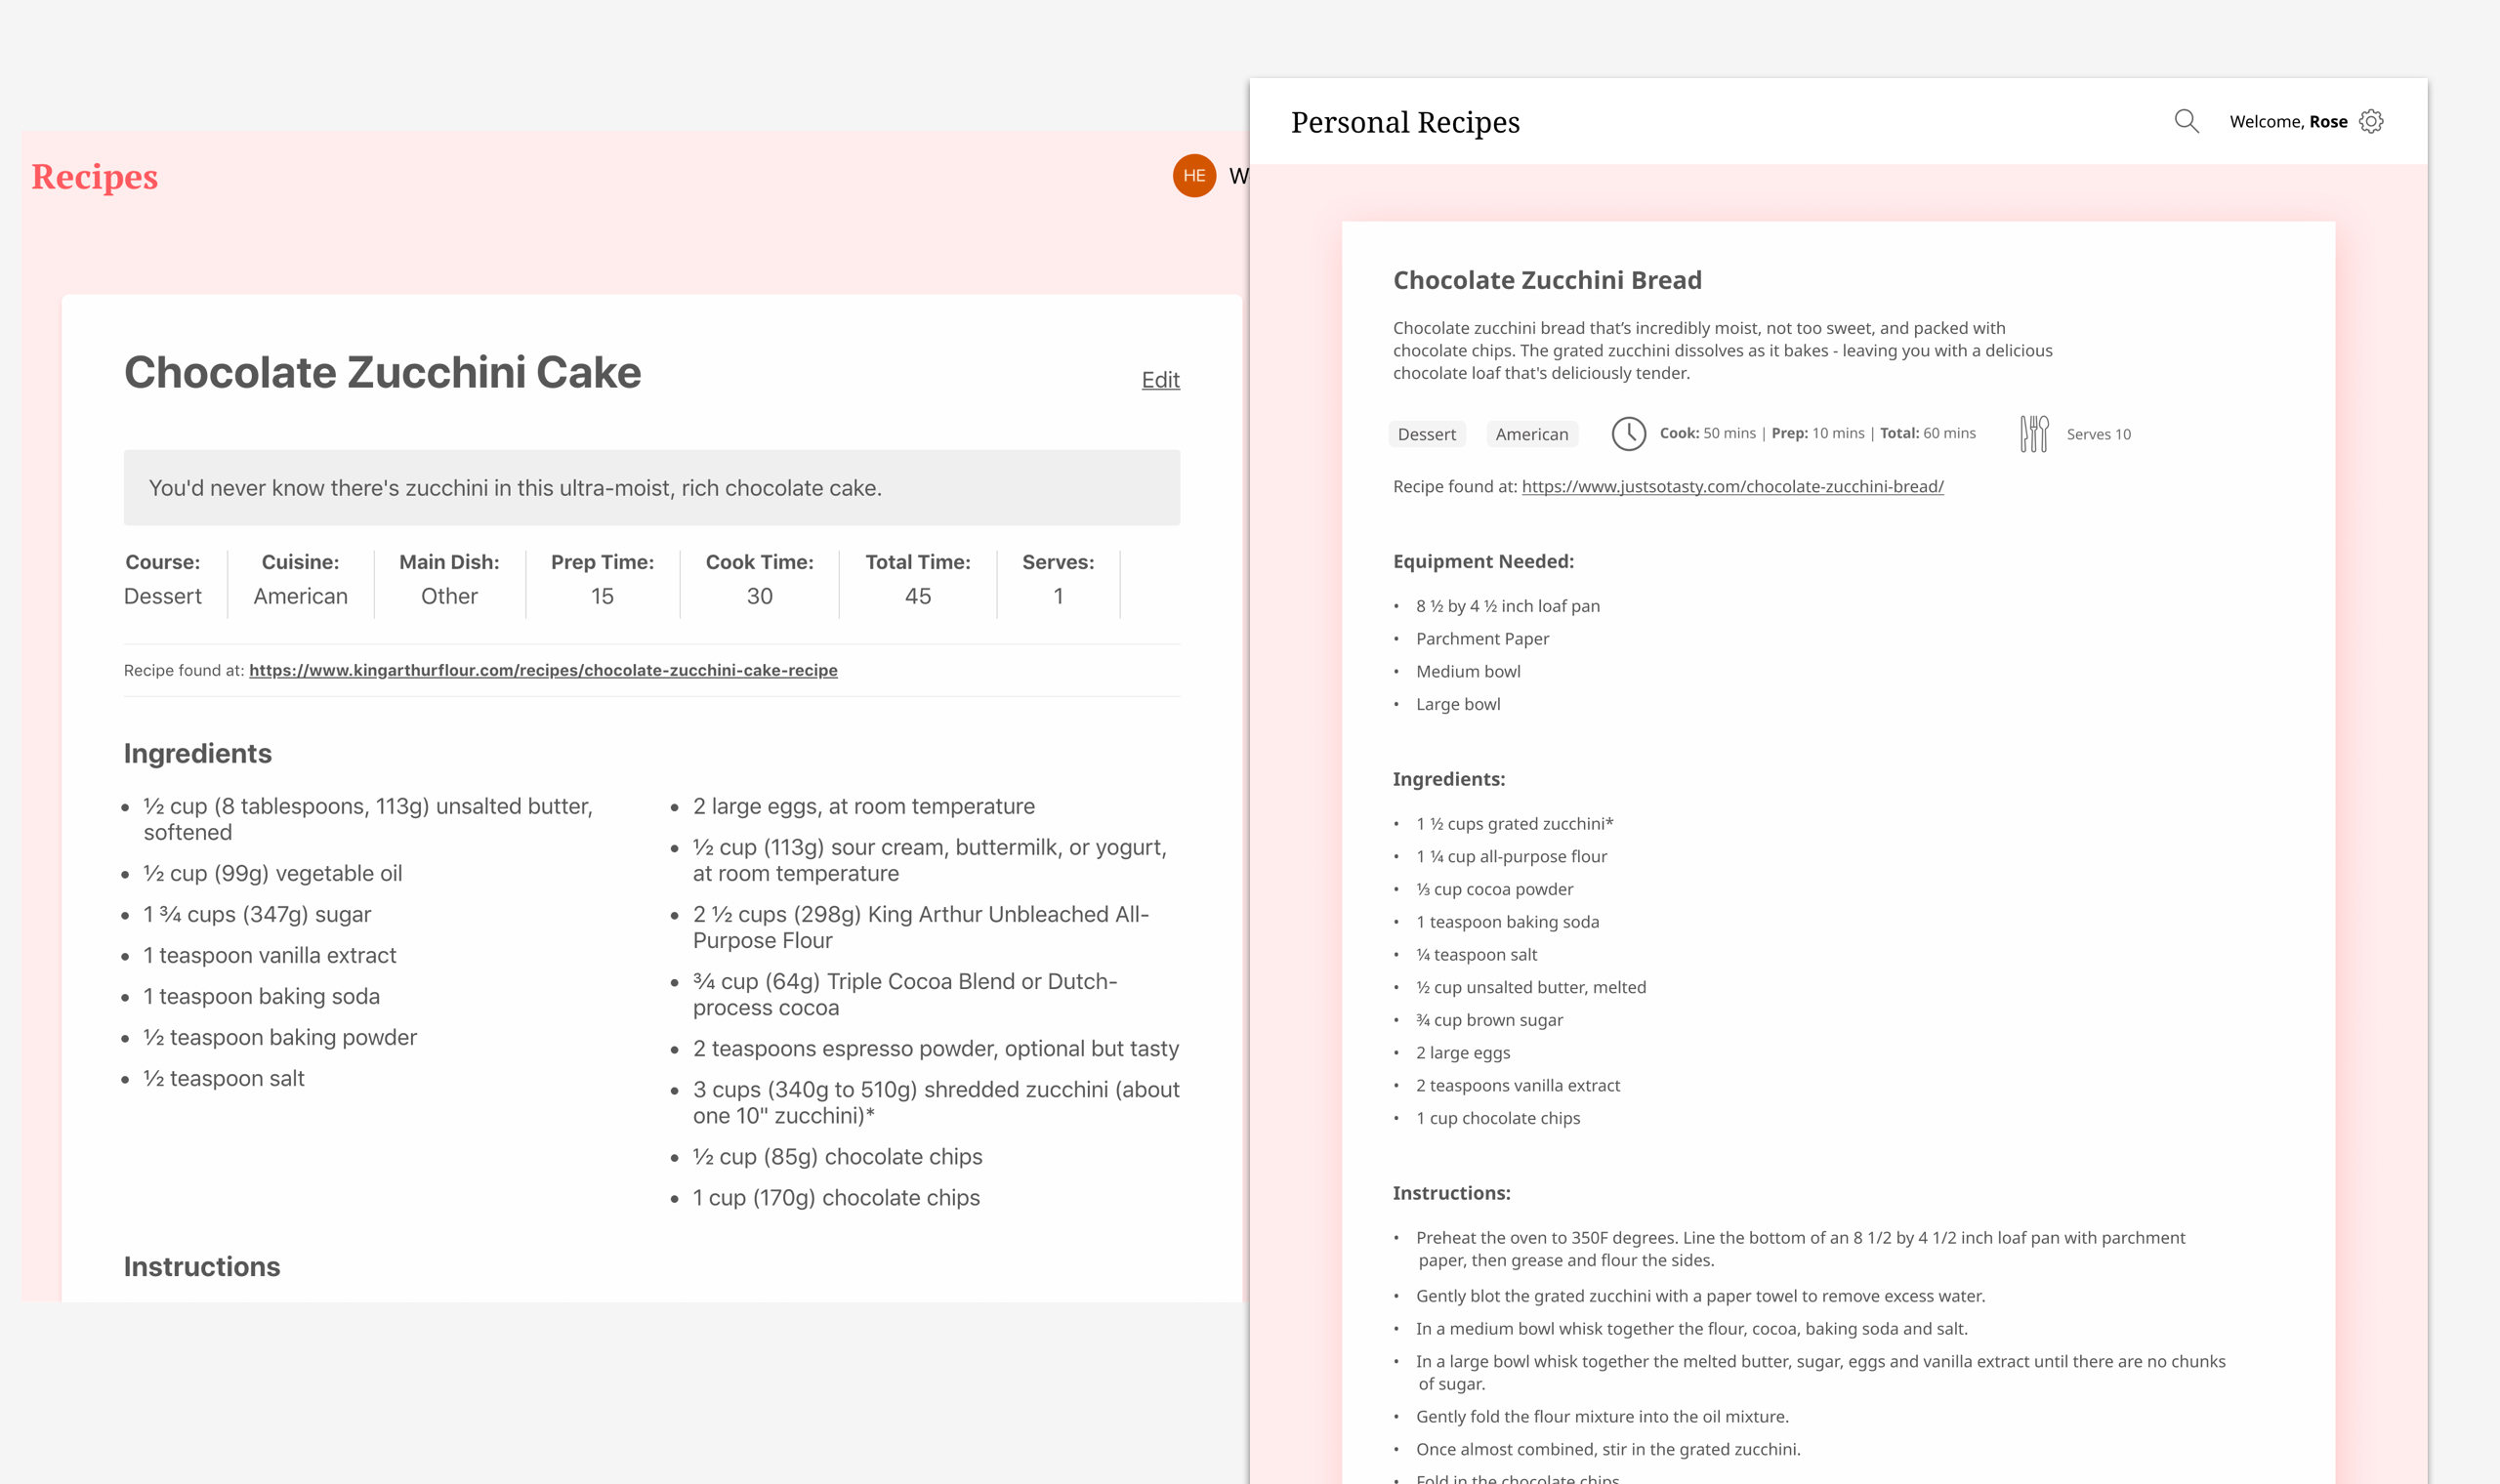 Recipes
HE
W
Chocolate Zucchini Cake
Edit
You'd never know there's zucchini in this ultra-moist, rich chocolate cake.
Course:
Dessert
Cuisine:
American
Main Dish:
Other
Prep Time:
15
Cook Time:
30
Total Time:
45
Serves:
1
Recipe found at: https://www.kingarthurflour.com/recipes/chocolate-zucchini-cake-recipe
Ingredients
• ½ cup (8 tablespoons, 113g) unsalted butter,
softened
• ½ cup (99g) vegetable oil
• 1 ¾ cups (347g) sugar
• 1 teaspoon vanilla extract
• 1 teaspoon baking soda
• ½ teaspoon baking powder
• ½ teaspoon salt
• 2 large eggs, at room temperature
• ½ cup (113g) sour cream, buttermilk, or yogurt,
at room temperature
• 2 ½ cups (298g) King Arthur Unbleached All-
Purpose Flour
• ¾ cup (64g) Triple Cocoa Blend or Dutch-
process cocoa
• 2 teaspoons espresso powder, optional but tasty
• 3 cups (340g to 510g) shredded zucchini (about
one 10" zucchini)*
• ½ cup (85g) chocolate chips
• 1 cup (170g) chocolate chips
Instructions
Personal Recipes
Welcome, Rose
Chocolate Zucchini Bread
Chocolate zucchini bread that’s incredibly moist, not too sweet, and packed with
chocolate chips. The grated zucchini dissolves as it bakes - leaving you with a delicious
chocolate loaf that's deliciously tender.
Dessert
American
Cook: 50 mins | Prep: 10 mins | Total: 60 mins
Serves 10
Recipe found at: https://www.justsotasty.com/chocolate-zucchini-bread/
Equipment Needed:
• 8 ½ by 4 ½ inch loaf pan
• Parchment Paper
• Medium bowl
• Large bowl
Ingredients:
• 1 ½ cups grated zucchini*
• 1 ¼ cup all-purpose flour
• ⅓ cup cocoa powder
• 1 teaspoon baking soda
• ¼ teaspoon salt
• ½ cup unsalted butter, melted
• ¾ cup brown sugar
• 2 large eggs
• 2 teaspoons vanilla extract
• 1 cup chocolate chips
Instructions:
• Preheat the oven to 350F degrees. Line the bottom of an 8 1/2 by 4 1/2 inch loaf pan with parchment
paper, then grease and flour the sides.
• Gently blot the grated zucchini with a paper towel to remove excess water.
• In a medium bowl whisk together the flour, cocoa, baking soda and salt.
• In a large bowl whisk together the melted butter, sugar, eggs and vanilla extract until there are no chunks
of sugar.
• Gently fold the flour mixture into the oil mixture.
• Once almost combined, stir in the grated zucchini.
• Fold in the chocolate chips